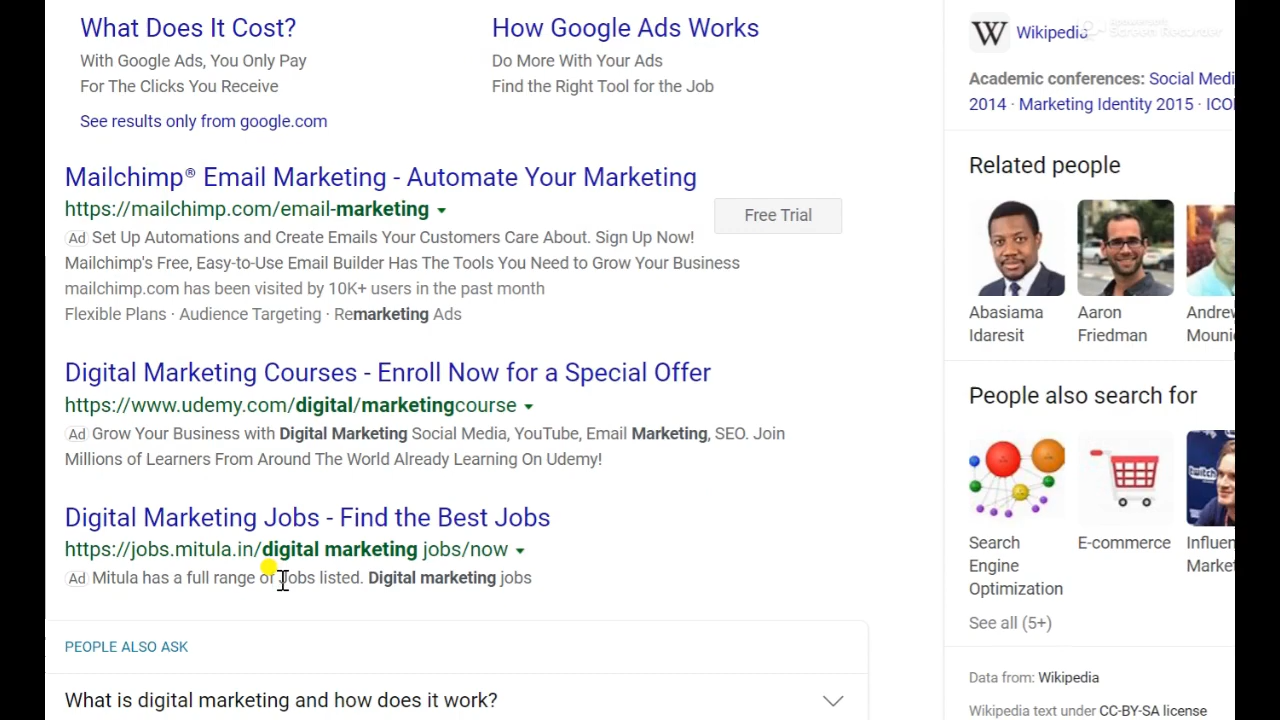 What Does It Cost?
With Google Ads, You Only Pay
For The Clicks You Receive
How Google Ads Works
Do More With Your Ads
Find the Right Tool for the Job
See results only from google.com
Mailchimp® Email Marketing - Automate Your Marketing
https://mailchimp.com/email-marketing
Free Trial
Ad Set Up Automations and Create Emails Your Customers Care About. Sign Up Now!
Mailchimp's Free, Easy-to-Use Email Builder Has The Tools You Need to Grow Your Business
mailchimp.com has been visited by 10K+ users in the past month
Flexible Plans · Audience Targeting · Remarketing Ads
Digital Marketing Courses - Enroll Now for a Special Offer
https://www.udemy.com/digital/marketingcourse
Ad Grow Your Business with Digital Marketing Social Media, YouTube, Email Marketing, SEO. Join
Millions of Learners From Around The World Already Learning On Udemy!
Digital Marketing Jobs - Find the Best Jobs
https://jobs.mitula.in/digital marketing jobs/now
Ad Mitula has a full range of Jobs listed. Digital marketing jobs
PEOPLE ALSO ASK
What is digital marketing and how does it work?
W Wikipedia
Apowersoft
Screen Recorder
Academic conferences: Social Medi
2014 · Marketing Identity 2015 · ICO
Related people
Abasiama
Idaresit
Aaron
Friedman
Andrew
Mouni
People also search for
twitch
Search
Engine
Optimization
E-commerce
Influen
Market
See all (5+)
Data from: Wikipedia
Wikipedia text under CC-BY-SA license